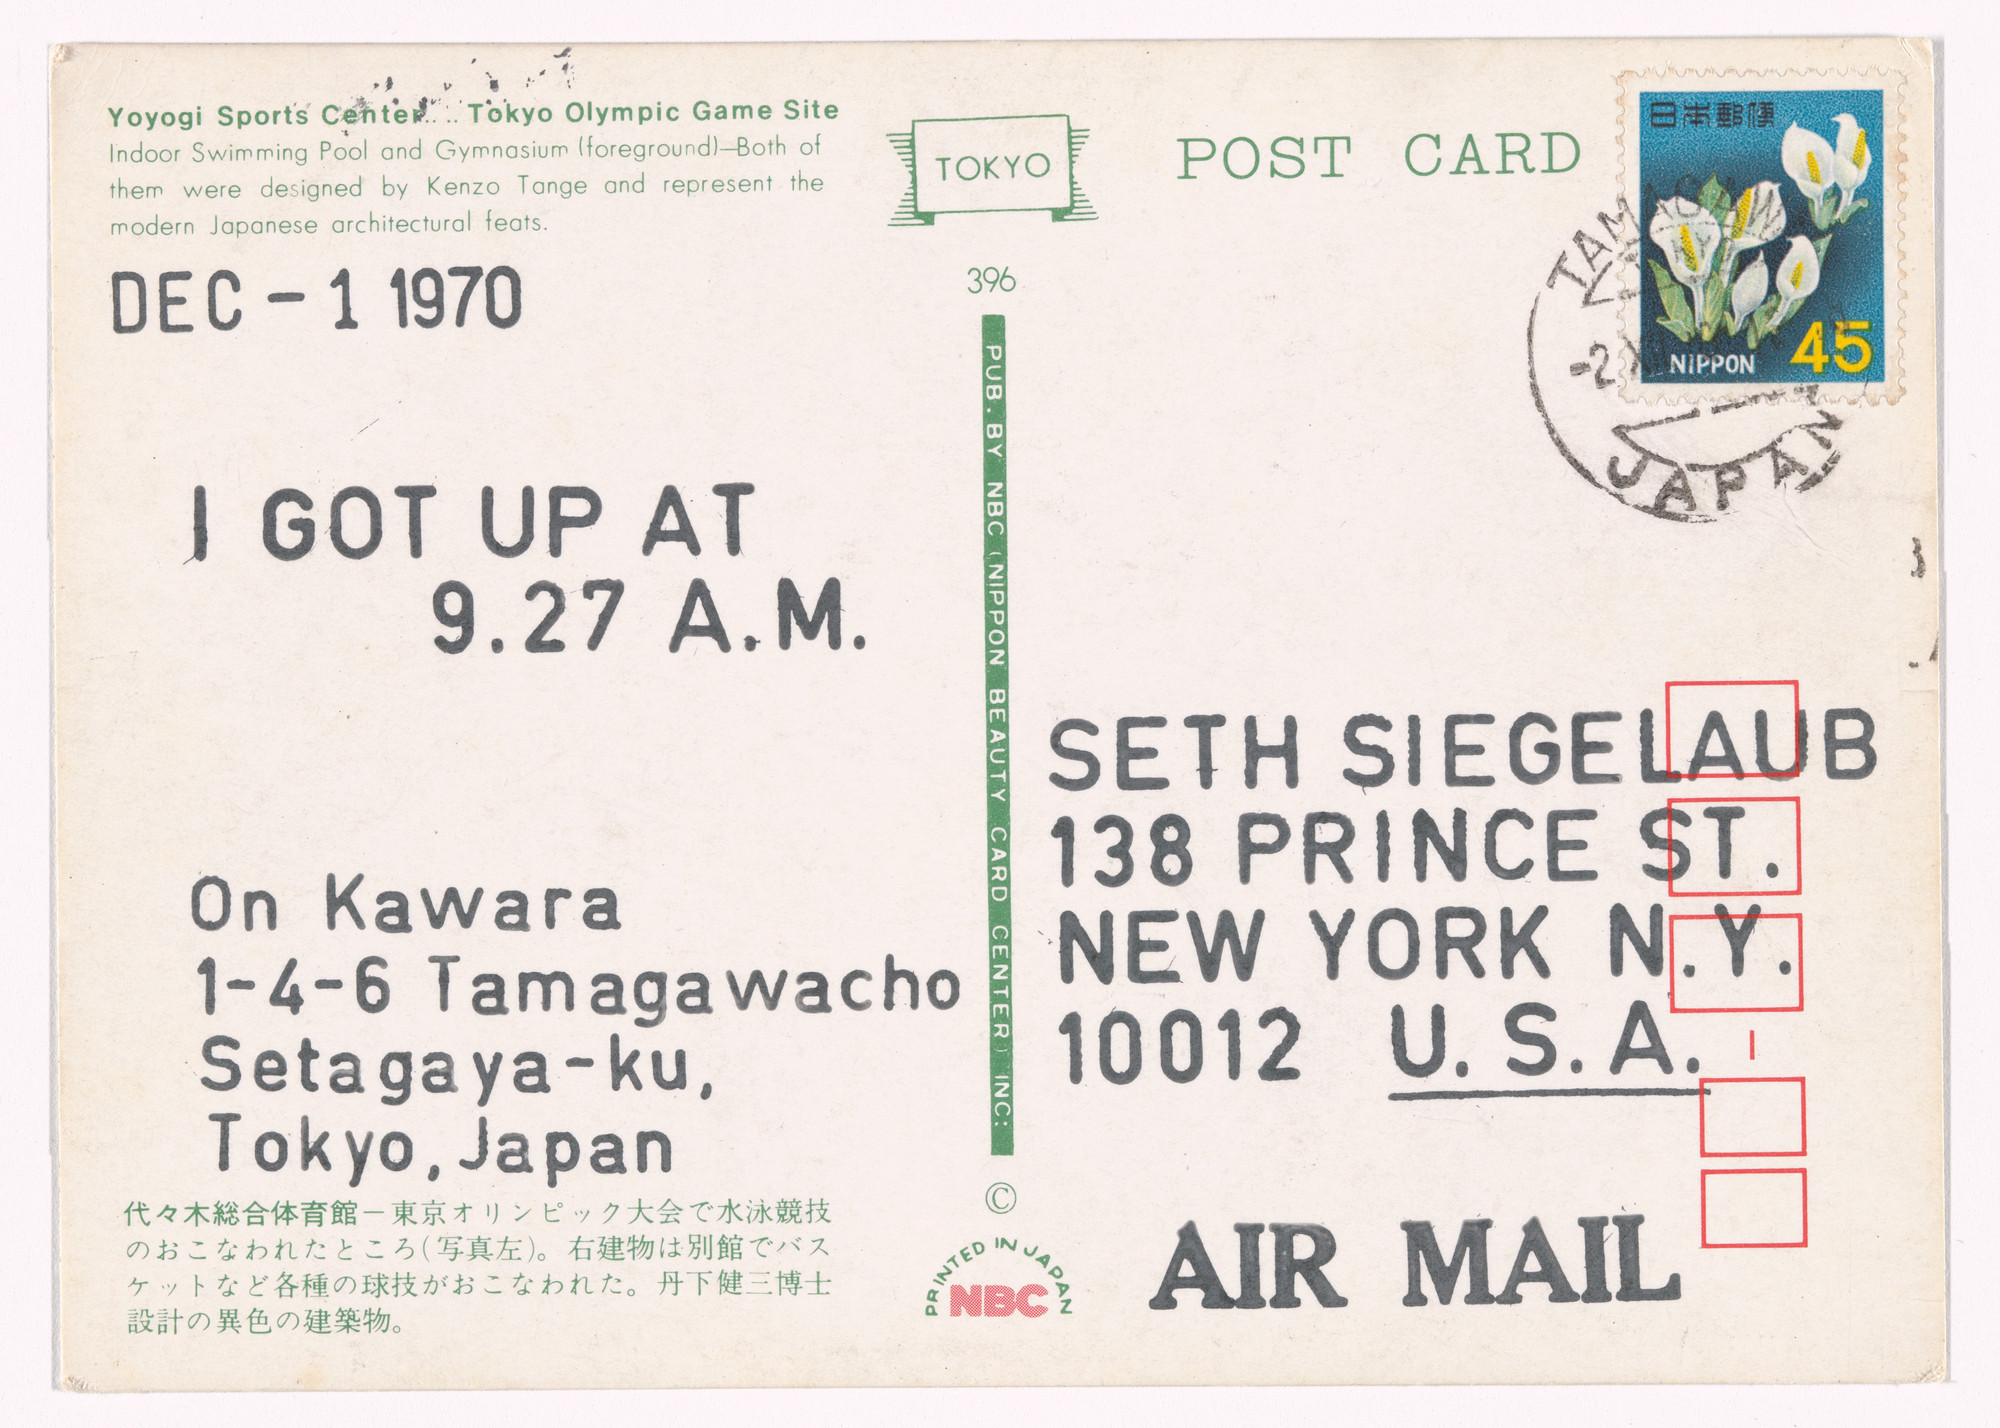 Yoyogi Sports Center.. .. Tokyo Olympic Game Site
Indoor Swimming Pool and Gymnasium (foreground)—Both of
them were designed by Kenzo Tange and represent the
modern Japanese architectural feats.
DEC - 1 1970
I GOT UP AT
9.27 A.M.
On Kawara
1-4-6 Tamagawacho
Setagaya-ku,
Tokyo, Japan
代々木総合体育館－東京オリンピック大会で水泳競技
のおこなわれたところ(写真左)。右建物は別館でバス
ケットなど各種の球技がおこなわれた。丹下健三博士
設計の異色の建築物。
TOKYO
396
PUB. BY NBC (NIPPON BEAUTY CARD CENTER) INC:
©
PRINTED IN JAPAN
NBC
POST CARD
日本郵便
NIPPON 45
JAPAN
SETH SIEGELAUB
138 PRINCE ST.
NEW YORK N.Y.
10012 U.S.A.
AIR MAIL